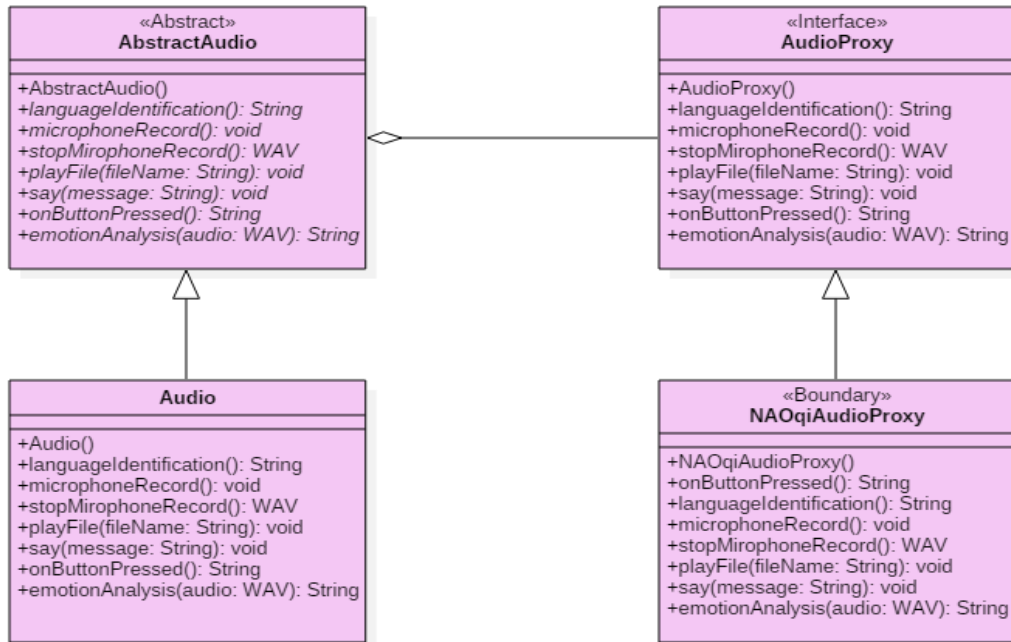 «Abstract»
AbstractAudio
+AbstractAudio()
+languageIdentification(): String
+microphoneRecord(): void
+stopMirophoneRecord(): WAV
+playFile(fileName: String): void
+say(message: String): void
+onButtonPressed(): String
+emotionAnalysis(audio: WAV): String
«Interface»
AudioProxy
+AudioProxy()
+languageIdentification(): String
+microphoneRecord(): void
+stopMirophoneRecord(): WAV
+playFile(fileName: String): void
+say(message: String): void
+onButtonPressed(): String
+emotionAnalysis(audio: WAV): String
Audio
+Audio()
+languageIdentification(): String
+microphoneRecord(): void
+stopMirophoneRecord(): WAV
+playFile(fileName: String): void
+say(message: String): void
+onButtonPressed(): String
+emotionAnalysis(audio: WAV): String
«Boundary»
NAOqiAudioProxy
+NAOqiAudioProxy()
+onButtonPressed(): String
+languageIdentification(): String
+microphoneRecord(): void
+stopMirophoneRecord(): WAV
+playFile(fileName: String): void
+say(message: String): void
+emotionAnalysis(audio: WAV): String